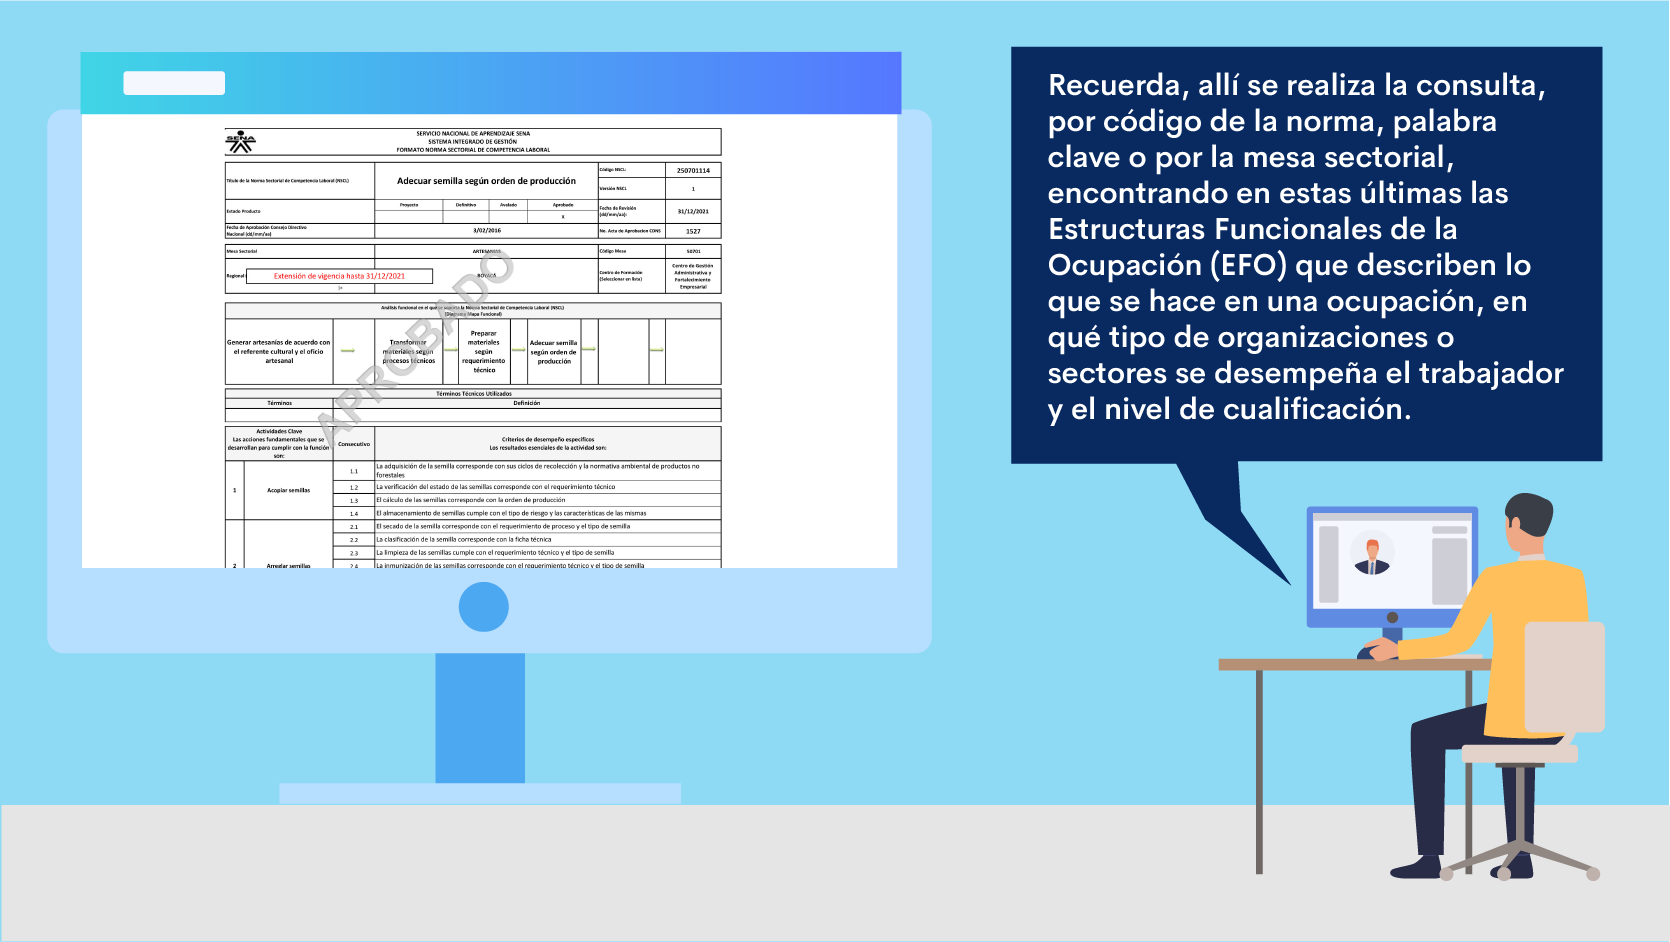 SENA
SERVICIO NACIONAL DE APRENDIZAJE SENA
SISTEMA INTEGRADO DE GESTIÓN
FORMATO NORMA SECTORIAL DE COMPETENCIA LABORAL
Título de la Norma Sectorial de Competencia Laboral (NSCL)
Adecuar semilla según orden de producción
Código NSCL:
250701114
Versión NSCL
1
Estado Producto
Proyecto
Definitivo
Avalado
Aprobado
X
Fecha de Revisión
(dd/mm/aa):
31/12/2021
Fecha de Aprobación Consejo Directivo
Nacional (dd/mm/aa)
3/02/2016
No. Acta de Aprobacion CDNS
1527
Mesa Sectorial
ARTESANIAS
Código Mesa
50701
Regional
Extensión de vigencia hasta 31/12/2021
BOYACÁ
Centro de Formación
(Seleccionar en lista)
Centro de Gestión
Administrativa y
Fortalecimiento
Empresarial
APROBADO
Análisis funcional en el que se soporta la Norma Sectorial de Competencia Laboral (NSCL)
(Diagrama Mapa Funcional)
Generar artesanías de acuerdo con
el referente cultural y el oficio
artesanal
Transformar
materiales según
procesos técnicos
Preparar
materiales
según
requerimiento
técnico
Adecuar semilla
según orden de
producción
Términos Técnicos Utilizados
Términos
Definición
Actividades Clave
Las acciones fundamentales que se
desarrollan para cumplir con la función
son:
Consecutivo
Criterios de desempeño específicos
Los resultados esenciales de la actividad son:
1
Acopiar semillas
1.1
La adquisición de la semilla corresponde con sus ciclos de recolección y la normativa ambiental de productos no
forestales
1.2
La verificación del estado de las semillas corresponde con el requerimiento técnico
1.3
El cálculo de las semillas corresponde con la orden de producción
1.4
El almacenamiento de semillas cumple con el tipo de riesgo y las características de las mismas
2.1
El secado de la semilla corresponde con el requerimiento de proceso y el tipo de semilla
2.2
La clasificación de la semilla corresponde con la ficha técnica
2.3
La limpieza de las semillas cumple con el requerimiento técnico y el tipo de semilla
2
Arreglar semillas
2.4
La inmunización de las semillas corresponde con el requerimiento técnico y el tipo de semilla
Recuerda, allí se realiza la consulta,
por código de la norma, palabra
clave o por la mesa sectorial,
encontrando en estas últimas las
Estructuras Funcionales de la
Ocupación (EFO) que describen lo
que se hace en una ocupación, en
qué tipo de organizaciones o
sectores se desempeña el trabajador
y el nivel de cualificación.